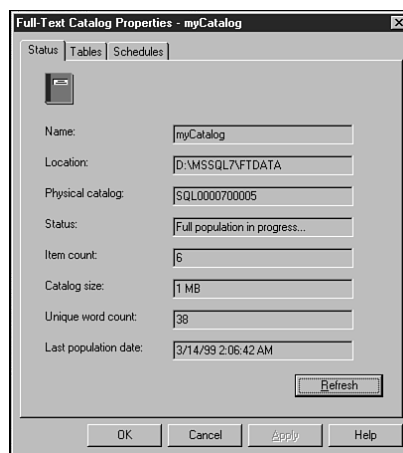 Full-Text Catalog Properties - myCatalog
Status Tables Schedules
Name: myCatalog
Location: D:\MSSQL7\FTDATA
Physical catalog: SQL0000700005
Status: Full population in progress...
Item count: 6
Catalog size: 1 MB
Unique word count: 38
Last population date: 3/14/99 2:06:42 AM
Refresh
OK Cancel Apply Help